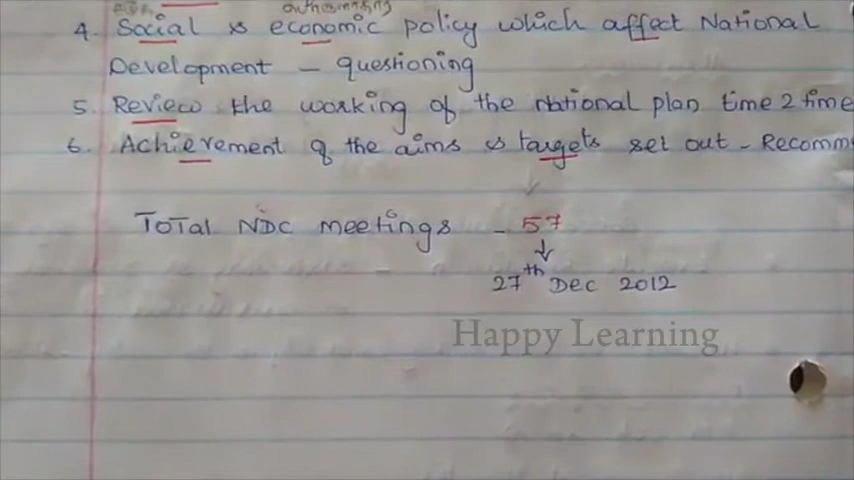 4. Social & economic policy which affect National
Development - questioning
5. Review the working of the national plan time 2 time
6. Achievement of the aims & targets set out - Recomm
Total NDC meetings - 57
↓
27th Dec 2012
Happy Learning